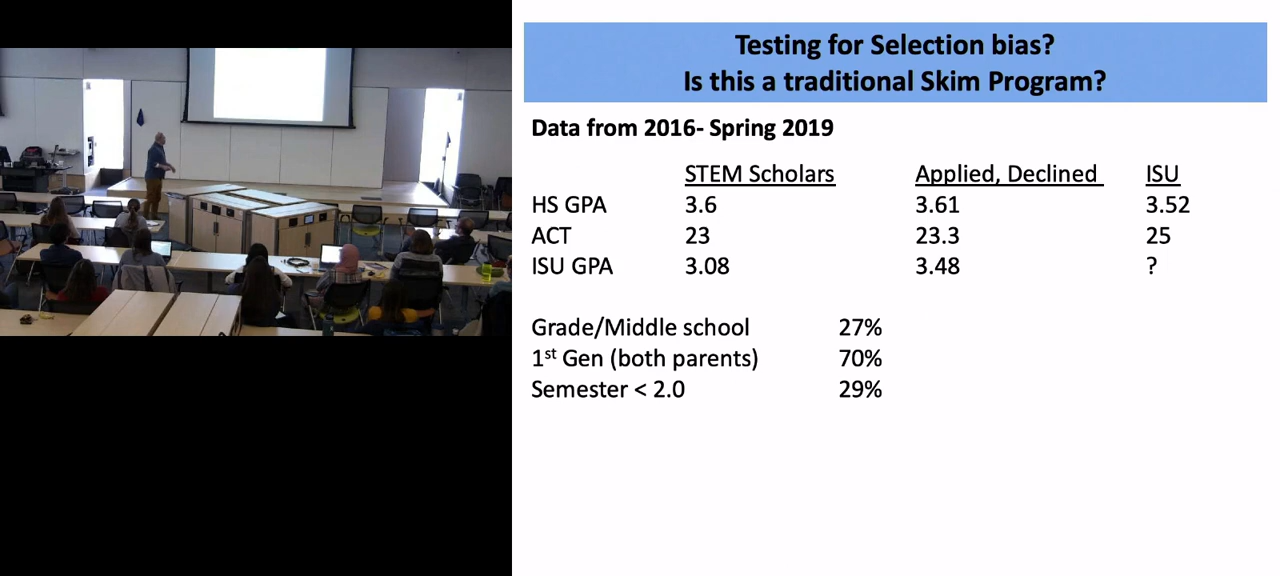 Testing for Selection bias?
Is this a traditional Skim Program?
Data from 2016- Spring 2019
STEM Scholars Applied, Declined ISU
HS GPA 3.6 3.61 3.52
ACT 23 23.3 25
ISU GPA 3.08 3.48 ?
Grade/Middle school 27%
1st Gen (both parents) 70%
Semester < 2.0 29%